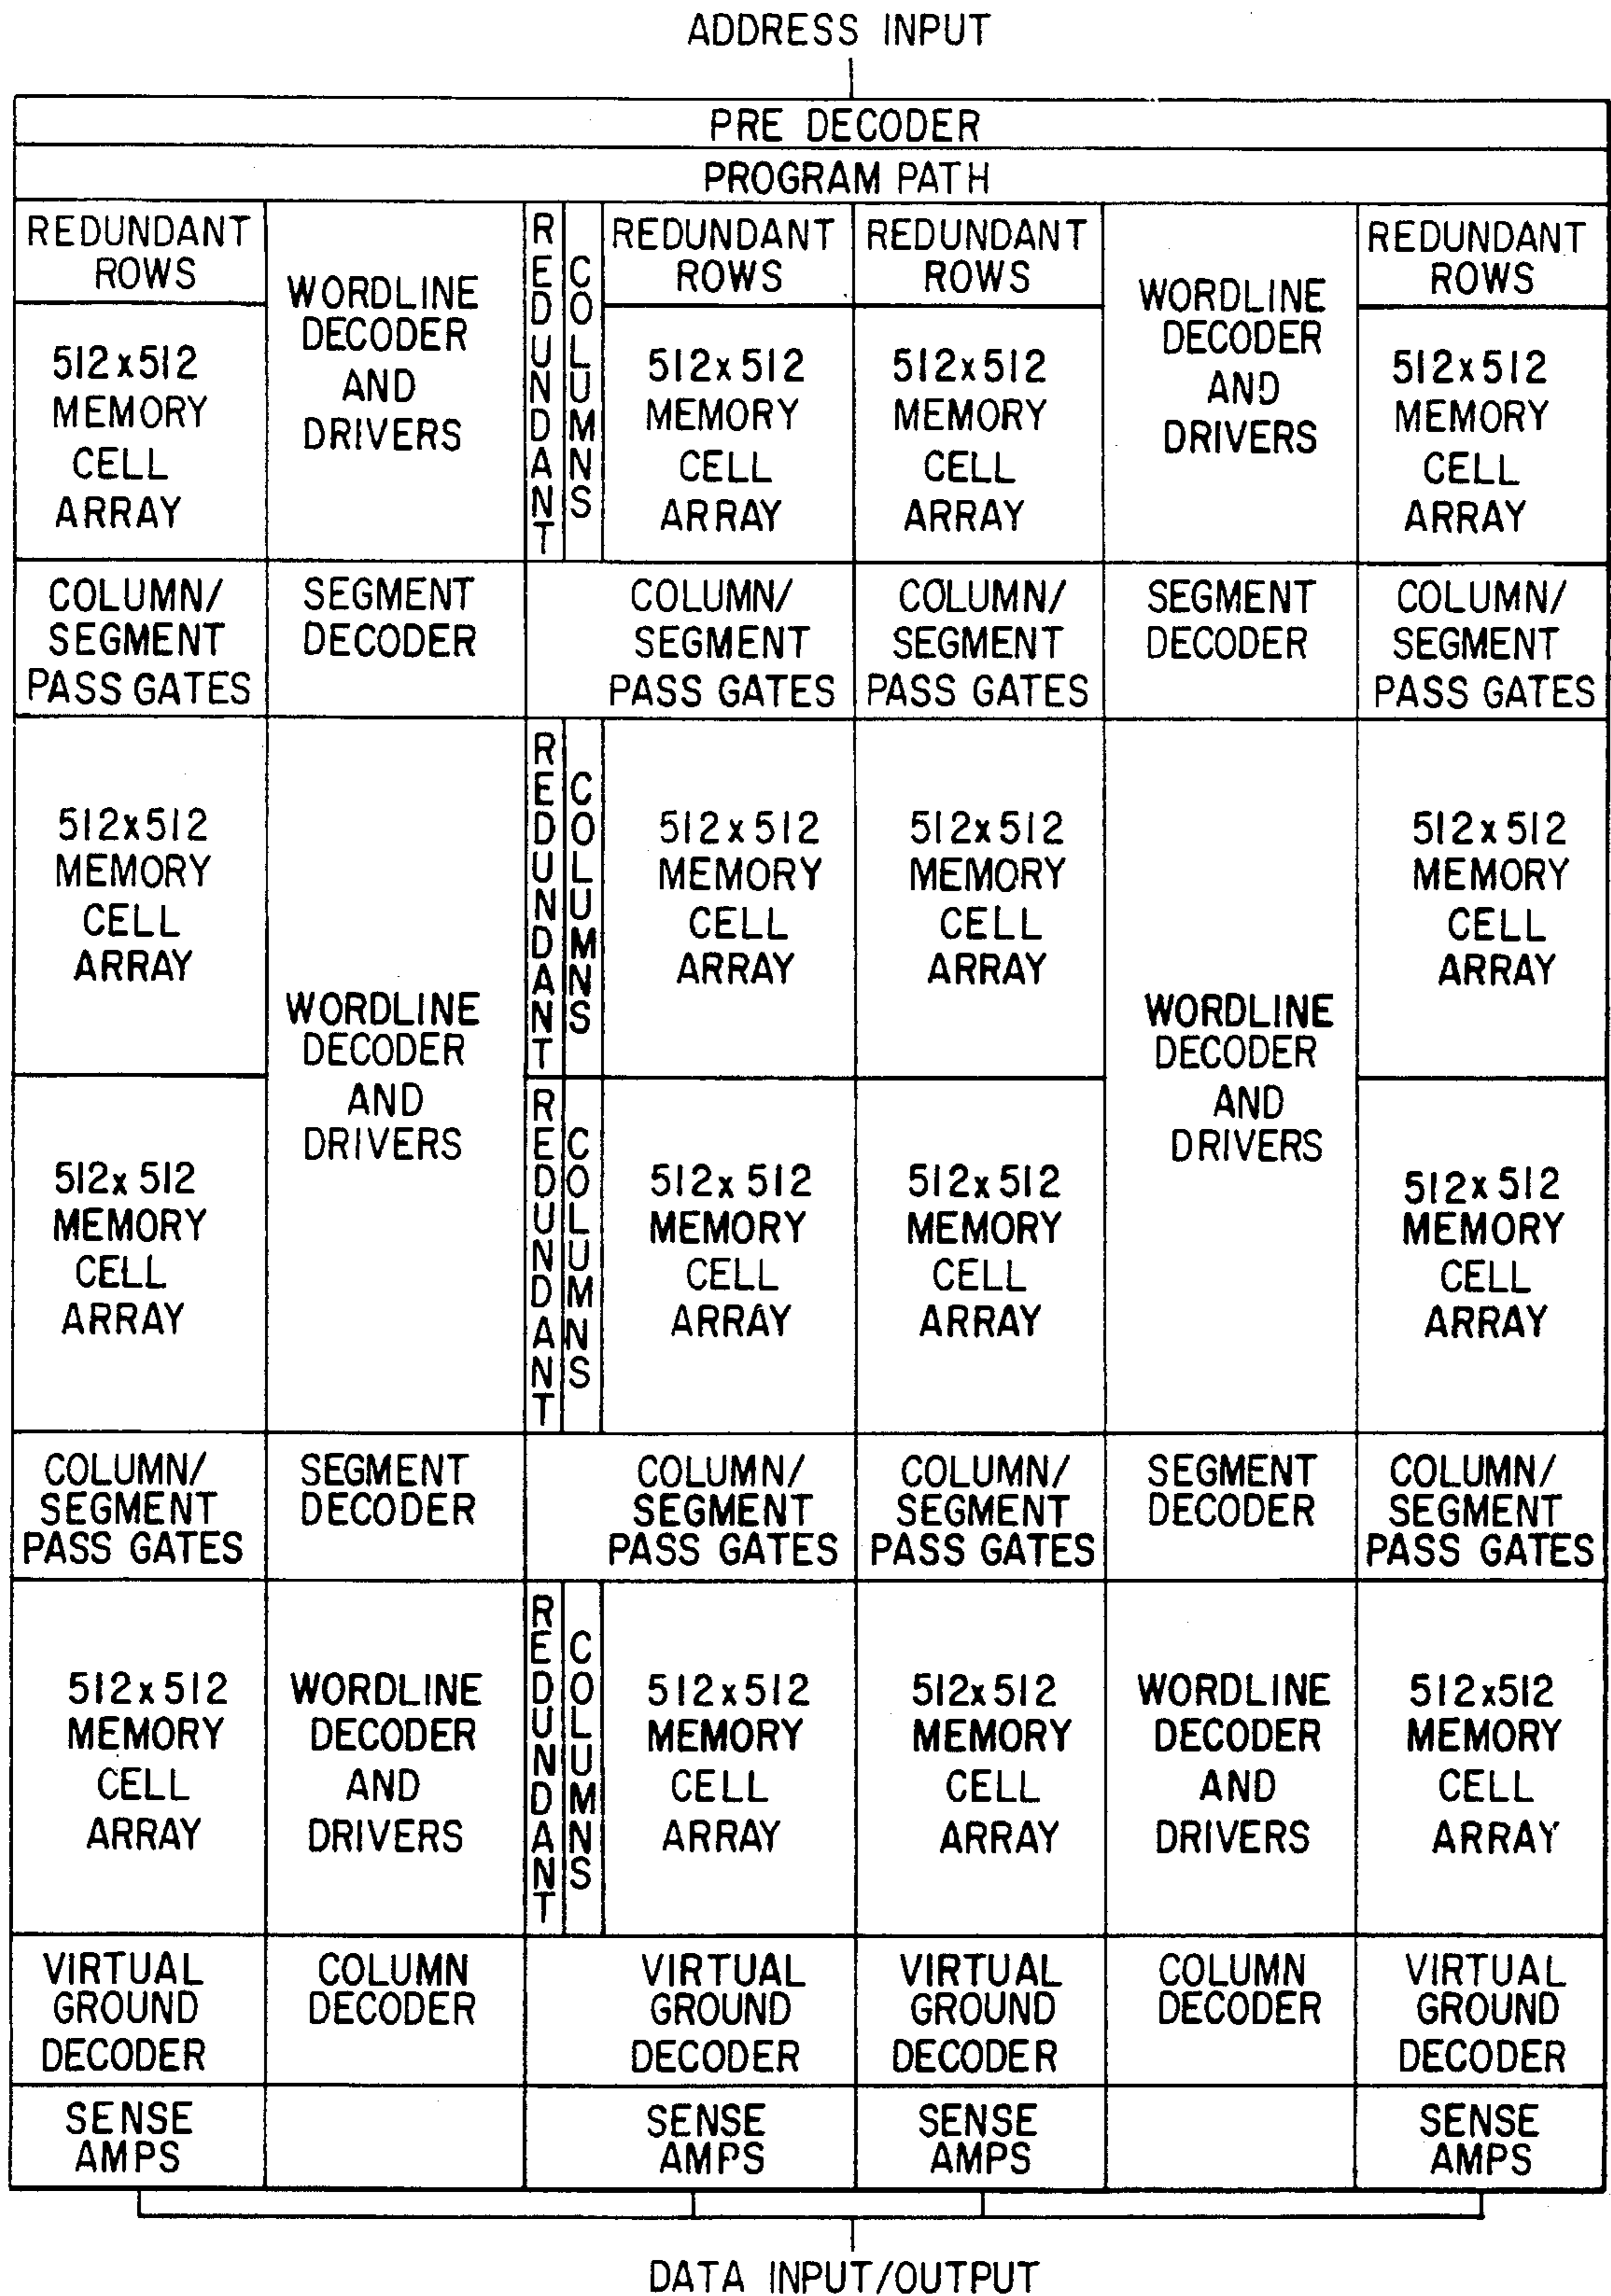 ADDRESS INPUT
PRE DECODER
PROGRAM PATH
REDUNDANT
ROWS
512x512
MEMORY
CELL
ARRAY
WORDLINE
DECODER
AND
DRIVERS
REDUNDANT
COLUMNS
REDUNDANT
ROWS
512x512
MEMORY
CELL
ARRAY
REDUNDANT
ROWS
512x512
MEMORY
CELL
ARRAY
WORDLINE
DECODER
AND
DRIVERS
REDUNDANT
ROWS
512x512
MEMORY
CELL
ARRAY
COLUMN/
SEGMENT
PASS GATES
SEGMENT
DECODER
COLUMN/
SEGMENT
PASS GATES
COLUMN/
SEGMENT
PASS GATES
SEGMENT
DECODER
COLUMN/
SEGMENT
PASS GATES
512x512
MEMORY
CELL
ARRAY
WORDLINE
DECODER
AND
DRIVERS
REDUNDANT
COLUMNS
512x512
MEMORY
CELL
ARRAY
512x512
MEMORY
CELL
ARRAY
WORDLINE
DECODER
AND
DRIVERS
512x512
MEMORY
CELL
ARRAY
512x512
MEMORY
CELL
ARRAY
REDUNDANT
COLUMNS
512x512
MEMORY
CELL
ARRAY
512x512
MEMORY
CELL
ARRAY
512x512
MEMORY
CELL
ARRAY
COLUMN/
SEGMENT
PASS GATES
SEGMENT
DECODER
COLUMN/
SEGMENT
PASS GATES
COLUMN/
SEGMENT
PASS GATES
SEGMENT
DECODER
COLUMN/
SEGMENT
PASS GATES
512x512
MEMORY
CELL
ARRAY
WORDLINE
DECODER
AND
DRIVERS
REDUNDANT
COLUMNS
512x512
MEMORY
CELL
ARRAY
512x512
MEMORY
CELL
ARRAY
WORDLINE
DECODER
AND
DRIVERS
512x512
MEMORY
CELL
ARRAY
VIRTUAL
GROUND
DECODER
COLUMN
DECODER
VIRTUAL
GROUND
DECODER
VIRTUAL
GROUND
DECODER
COLUMN
DECODER
VIRTUAL
GROUND
DECODER
SENSE
AMPS
SENSE
AMPS
SENSE
AMPS
SENSE
AMPS
DATA INPUT/OUTPUT